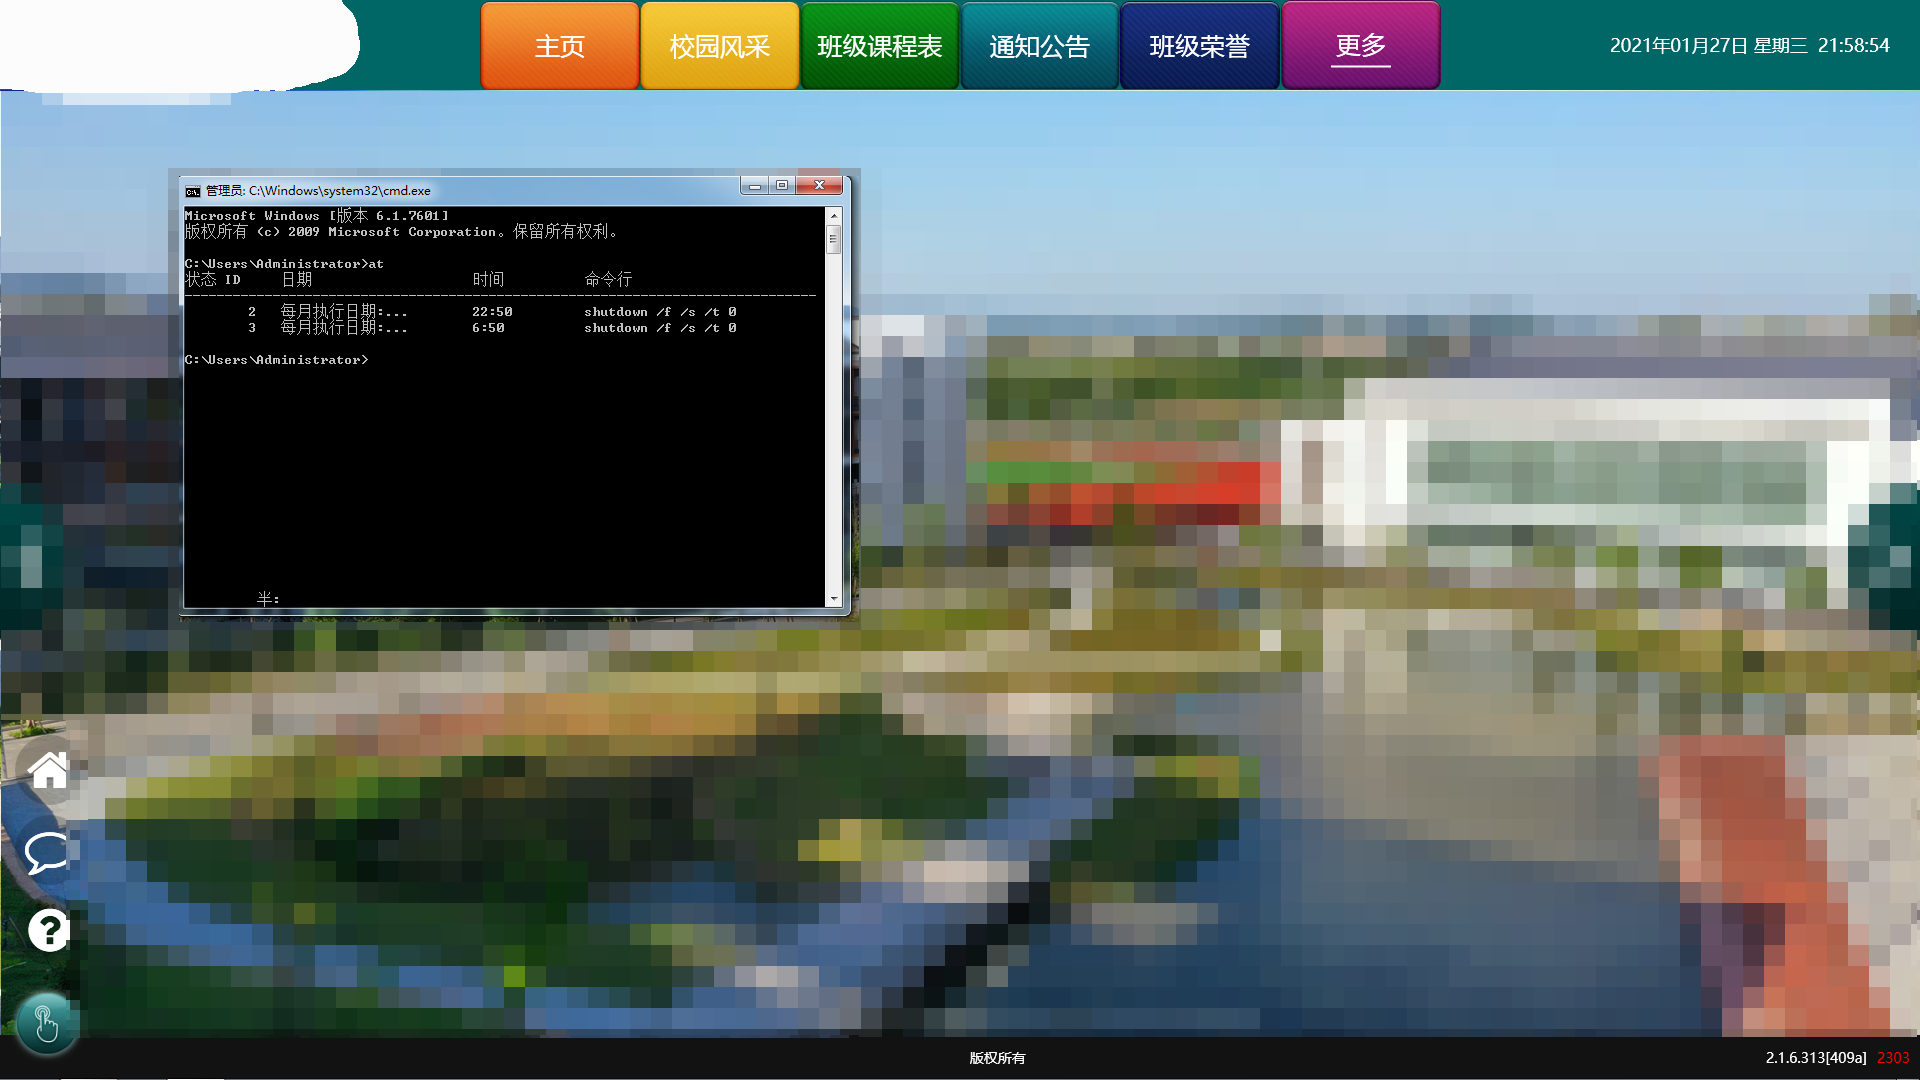 主页
校园风采
班级课程表
通知公告
班级荣誉
更多
2021年01月27日 星期三 21:58:54
管理员: C:\Windows\system32\cmd.exe
Microsoft Windows [版本 6.1.7601]
版权所有 (c) 2009 Microsoft Corporation。保留所有权利。
C:\Users\Administrator>at
状态 ID 日期 时间 命令行
-------------------------------------------------------------------------------
2 每月执行日期:... 22:50 shutdown /f /s /t 0
3 每月执行日期:... 6:50 shutdown /f /s /t 0
C:\Users\Administrator>
半:
版权所有
2.1.6.313[409a] 2303